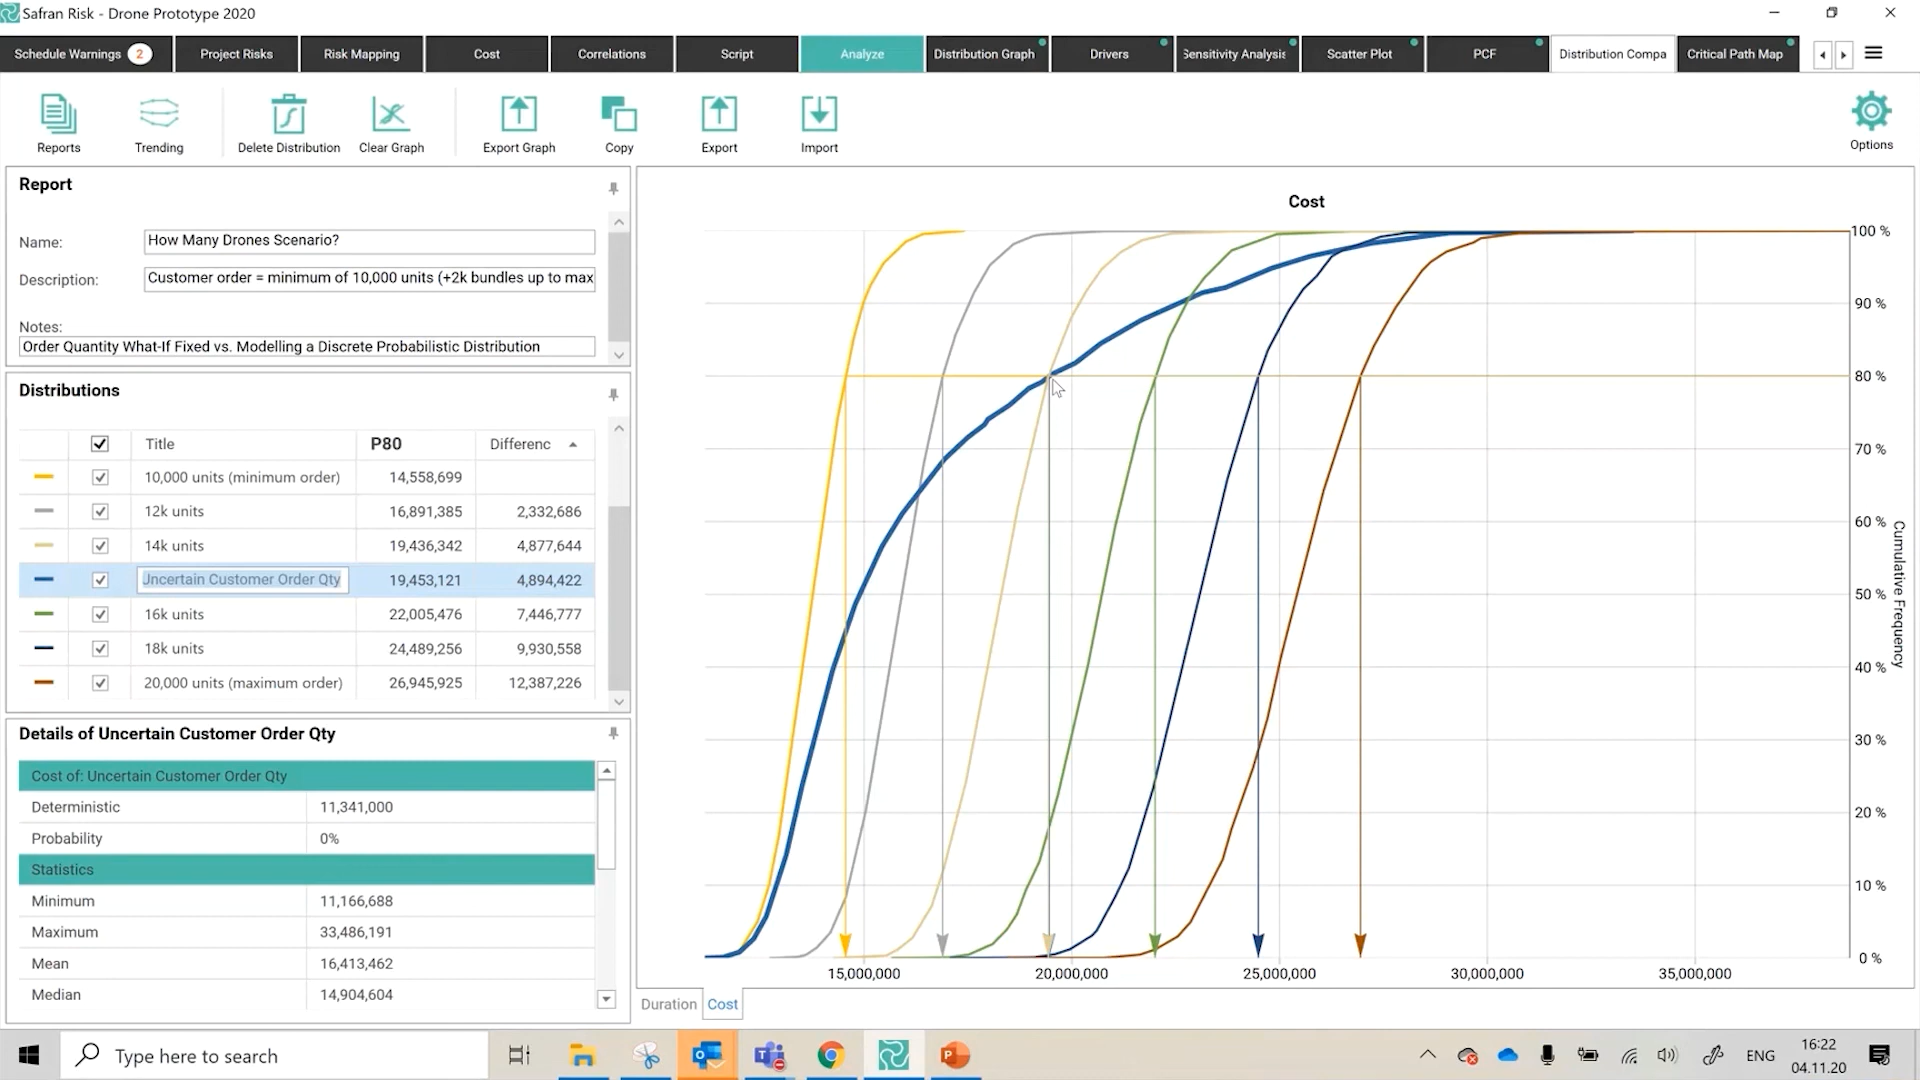 Safran Risk - Drone Prototype 2020
Schedule Warnings 2 Project Risks Risk Mapping Cost Correlations Script Analyze Distribution Graph Drivers Sensitivity Analysis Scatter Plot PCF Distribution Compa Critical Path Map
Reports Trending Delete Distribution Clear Graph Export Graph Copy Export Import Options
Report
Name: How Many Drones Scenario?
Description: Customer order = minimum of 10,000 units (+2k bundles up to max
Notes:
Order Quantity What-If Fixed vs. Modelling a Discrete Probabilistic Distribution
Distributions
Title P80 Differenc
10,000 units (minimum order) 14,558,699
12k units 16,891,385 2,332,686
14k units 19,436,342 4,877,644
Uncertain Customer Order Qty 19,453,121 4,894,422
16k units 22,005,476 7,446,777
18k units 24,489,256 9,930,558
20,000 units (maximum order) 26,945,925 12,387,226
Details of Uncertain Customer Order Qty
Cost of: Uncertain Customer Order Qty
Deterministic 11,341,000
Probability 0%
Statistics
Minimum 11,166,688
Maximum 33,486,191
Mean 16,413,462
Median 14,904,604
Cost
100 %
90 %
80 %
70 %
60 %
50 %
40 %
30 %
20 %
10 %
0 %
Cumulative Frequency
15,000,000 20,000,000 25,000,000 30,000,000 35,000,000
Duration Cost
Type here to search
ENG
16:22
04.11.20